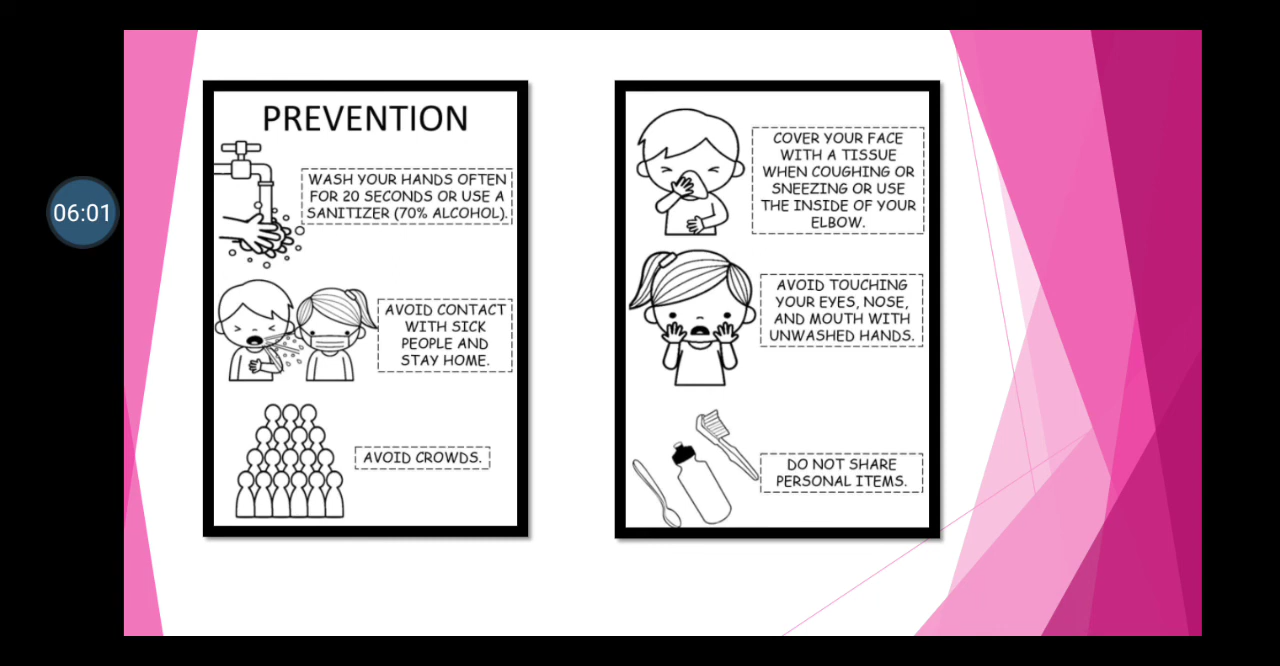 06:01
PREVENTION
WASH YOUR HANDS OFTEN
FOR 20 SECONDS OR USE A
SANITIZER (70% ALCOHOL).
AVOID CONTACT
WITH SICK
PEOPLE AND
STAY HOME.
AVOID CROWDS.
COVER YOUR FACE
WITH A TISSUE
WHEN COUGHING OR
SNEEZING OR USE
THE INSIDE OF YOUR
ELBOW.
AVOID TOUCHING
YOUR EYES, NOSE,
AND MOUTH WITH
UNWASHED HANDS.
DO NOT SHARE
PERSONAL ITEMS.